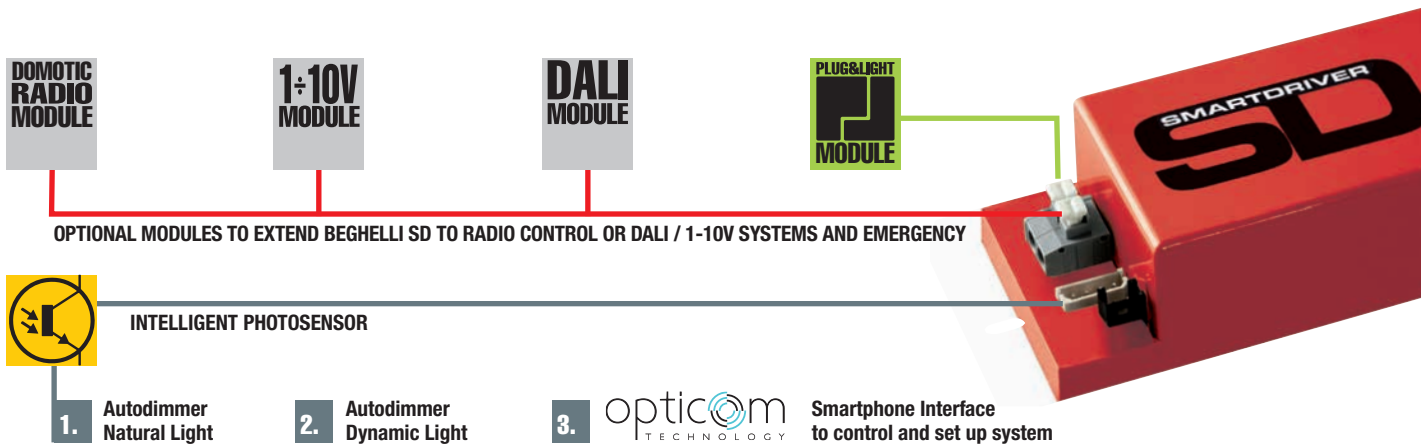 DOMOTIC
RADIO
MODULE
1÷10V
MODULE
DALI
MODULE
PLUG&LIGHT
MODULE
SMARTDRIVER
SD
OPTIONAL MODULES TO EXTEND BEGHELLI SD TO RADIO CONTROL OR DALI / 1-10V SYSTEMS AND EMERGENCY
INTELLIGENT PHOTOSENSOR
1.
Autodimmer
Natural Light
2.
Autodimmer
Dynamic Light
3.
opticom
TECHNOLOGY
Smartphone Interface
to control and set up system